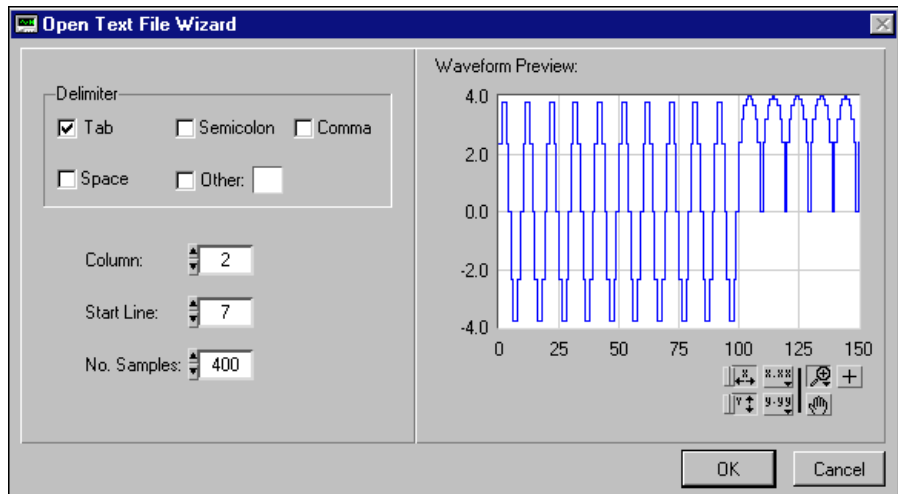 Open Text File Wizard
Waveform Preview:
Delimiter
Tab Semicolon Comma
Space Other:
Column: 2
Start Line: 7
No. Samples: 400
4.0
2.0
0.0
-2.0
-4.0
0 25 50 75 100 125 150
X x.xx
Y y.yy
OK Cancel